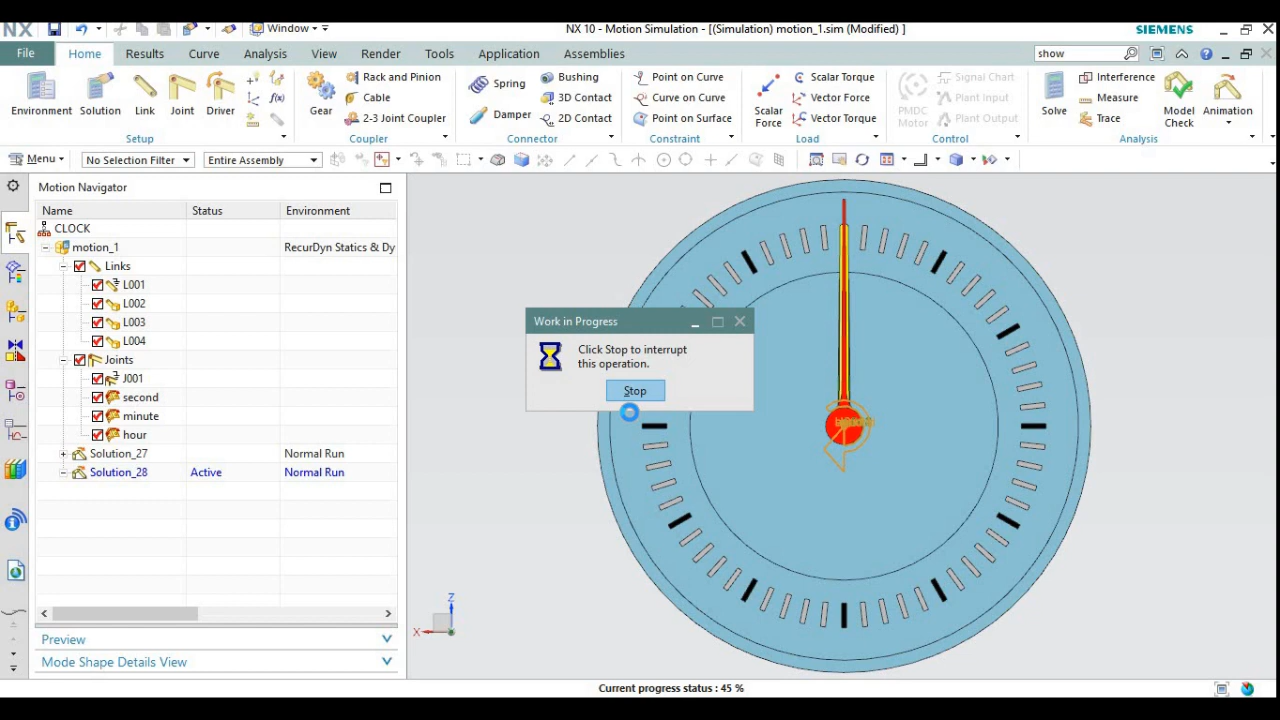 NX
Window
NX 10 - Motion Simulation - [(Simulation) motion_1.sim (Modified) ]
SIEMENS
File
Home
Results
Curve
Analysis
View
Render
Tools
Application
Assemblies
show
Environment
Solution
Link
Joint
Driver
f(x)
Setup
Gear
Rack and Pinion
Cable
2-3 Joint Coupler
Coupler
Spring
Damper
Bushing
3D Contact
2D Contact
Connector
Point on Curve
Curve on Curve
Point on Surface
Constraint
Scalar
Force
Scalar Torque
Vector Force
Vector Torque
Load
PMDC
Motor
Signal Chart
Plant Input
Plant Output
Control
Solve
Interference
Measure
Trace
Model
Check
Animation
Analysis
Menu
No Selection Filter
Entire Assembly
Motion Navigator
Name
Status
Environment
CLOCK
motion_1
RecurDyn Statics & Dy
Links
L001
L002
L003
L004
Joints
J001
second
minute
hour
Solution_27
Normal Run
Solution_28
Active
Normal Run
Preview
Mode Shape Details View
Work in Progress
Click Stop to interrupt
this operation.
Stop
Z
X
Current progress status : 45 %